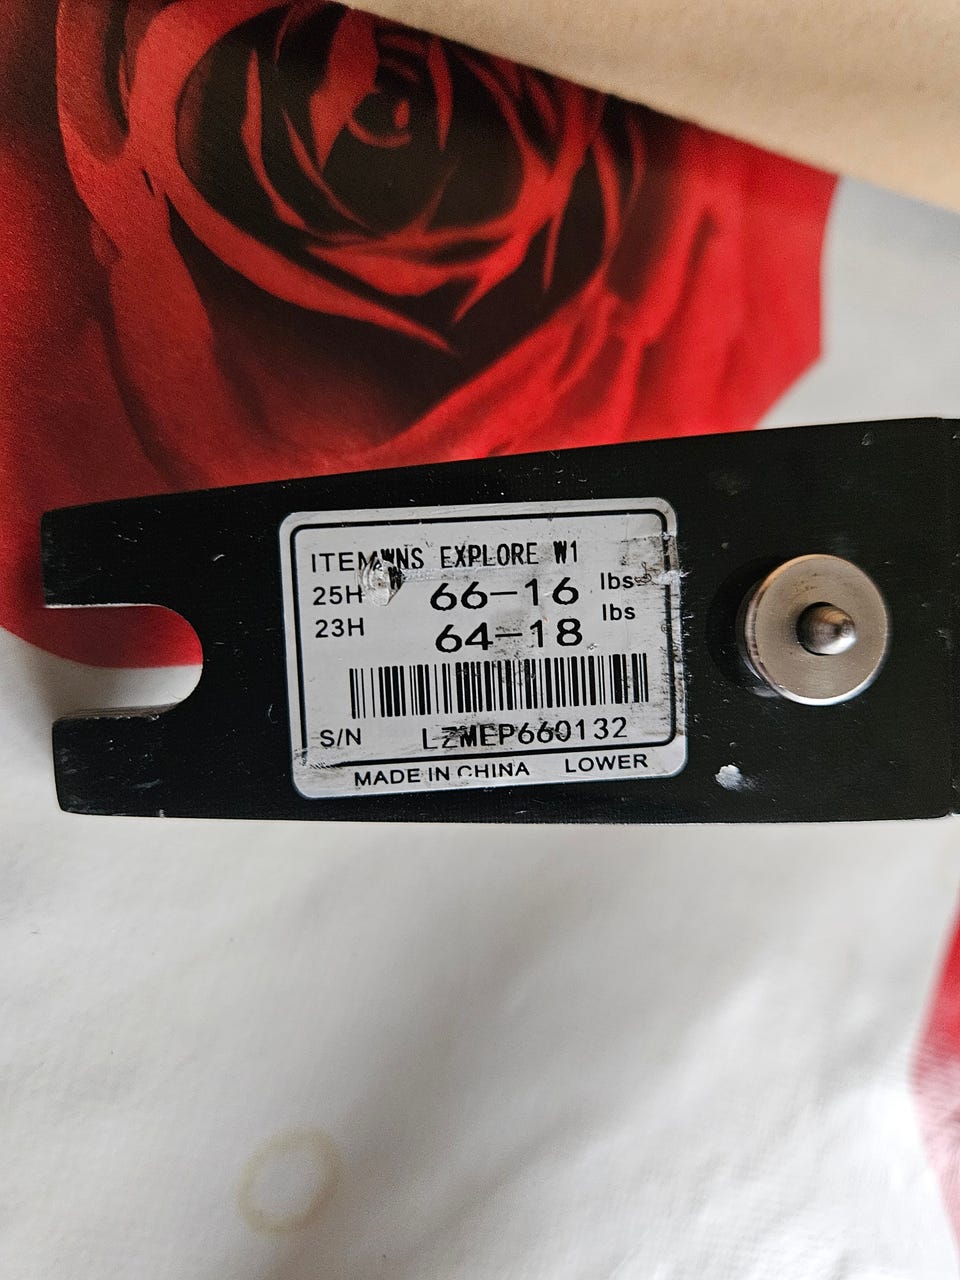 ITEM WNS EXPLORE W1
W
25H 66-16 lbs
23H 64-18 lbs
S/N LZMEP660132
MADE IN CHINA LOWER